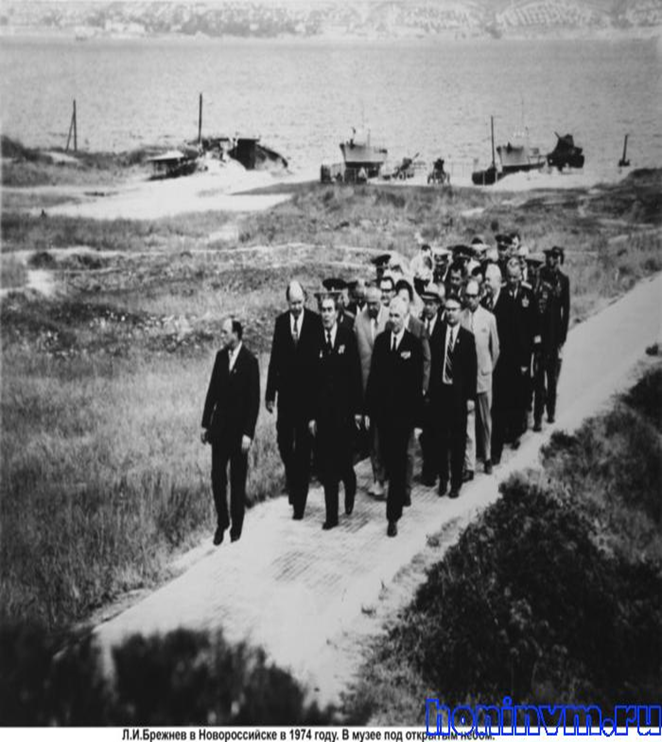 Л.И.Брежнев в Новороссийске в 1974 году. В музее под открытым небом.
honinvm.ru